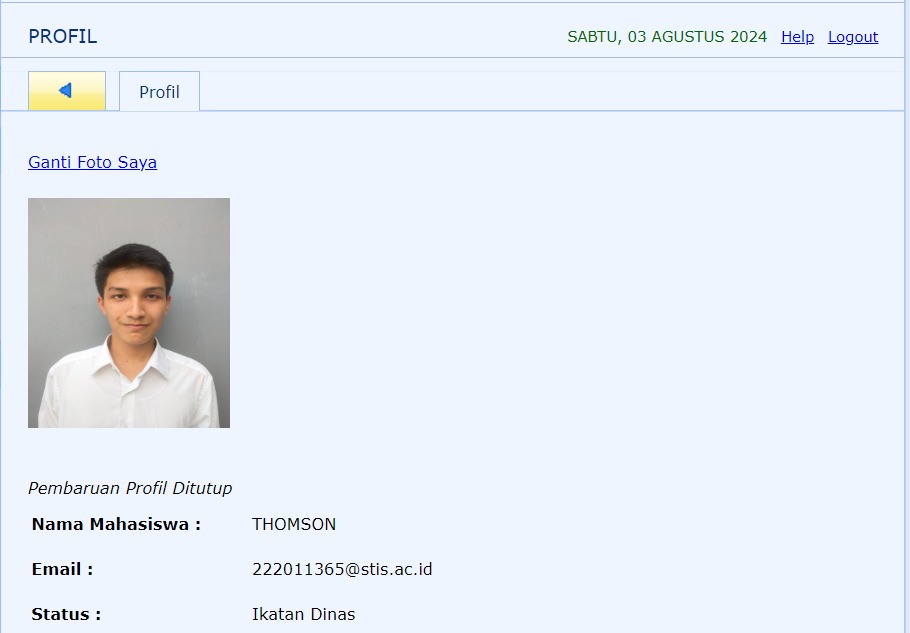 PROFIL
SABTU, 03 AGUSTUS 2024 Help Logout
Profil
Ganti Foto Saya
Pembaruan Profil Ditutup
Nama Mahasiswa : THOMSON
Email : 222011365@stis.ac.id
Status : Ikatan Dinas